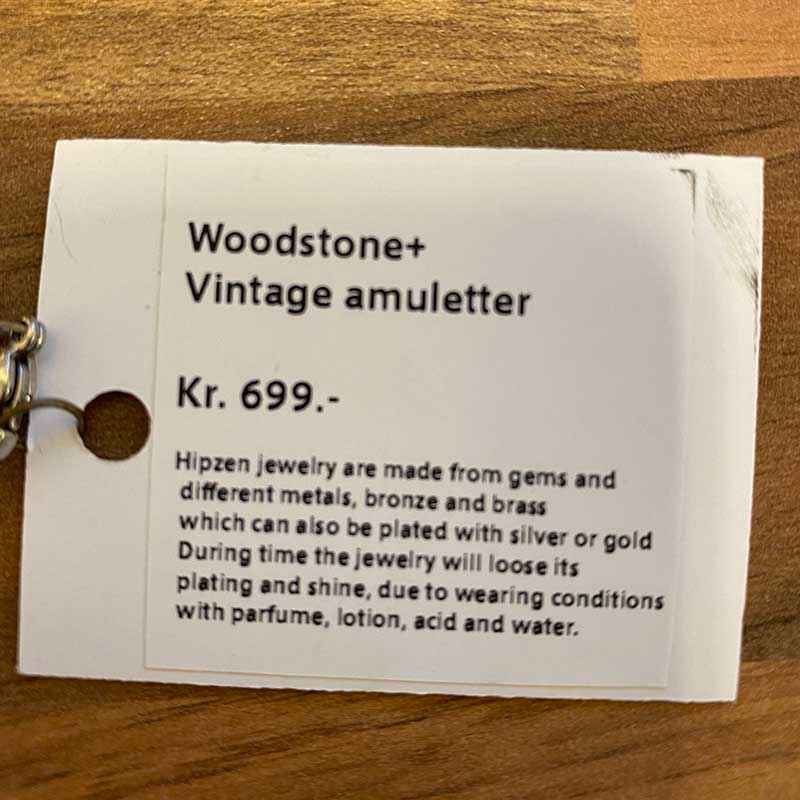 Woodstone+
Vintage amuletter
Kr. 699.-
Hipzen jewelry are made from gems and
different metals, bronze and brass
which can also be plated with silver or gold
During time the jewelry will loose its
plating and shine, due to wearing conditions
with parfume, lotion, acid and water.